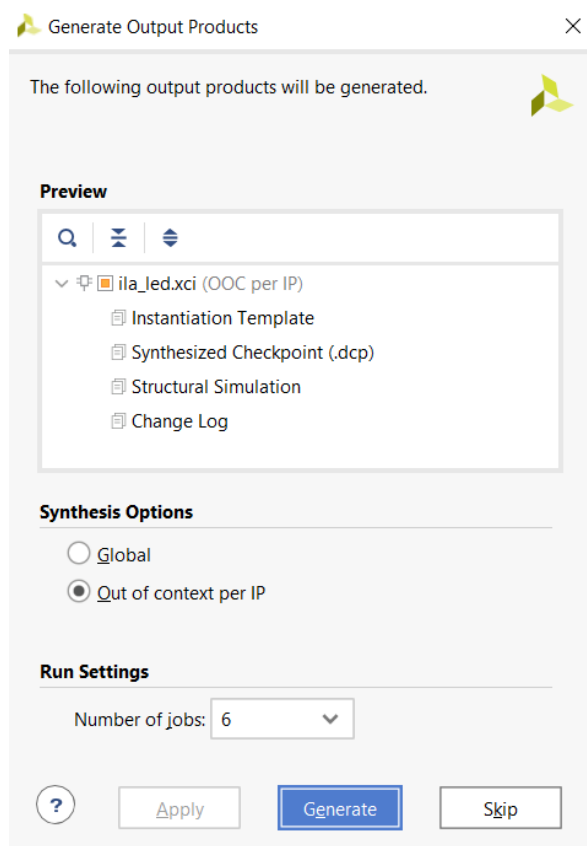 Generate Output Products
The following output products will be generated.
Preview
ila_led.xci (OOC per IP)
Instantiation Template
Synthesized Checkpoint (.dcp)
Structural Simulation
Change Log
Synthesis Options
Global
Out of context per IP
Run Settings
Number of jobs: 6
? Apply Generate Skip